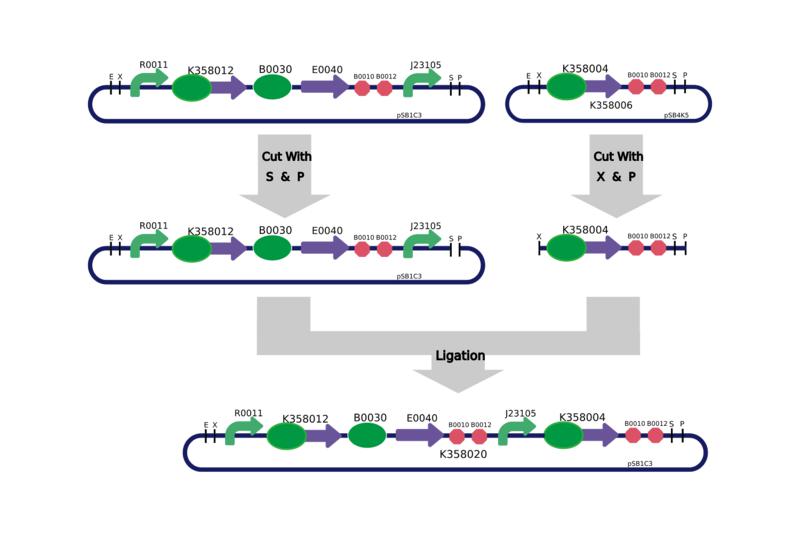 R0011 K358012 B0030 E0040 B0010 B0012 J23105
E X S P
pSB1C3
K358004
E X B0010 B0012 S P
K358006
pSB4K5
Cut With
S & P
Cut With
X & P
R0011 K358012 B0030 E0040 B0010 B0012 J23105
E X S P
pSB1C3
K358004
X B0010 B0012 S P
Ligation
R0011 K358012 B0030 E0040 B0010 B0012 J23105 K358004 B0010 B0012
E X S P
K358020
pSB1C3